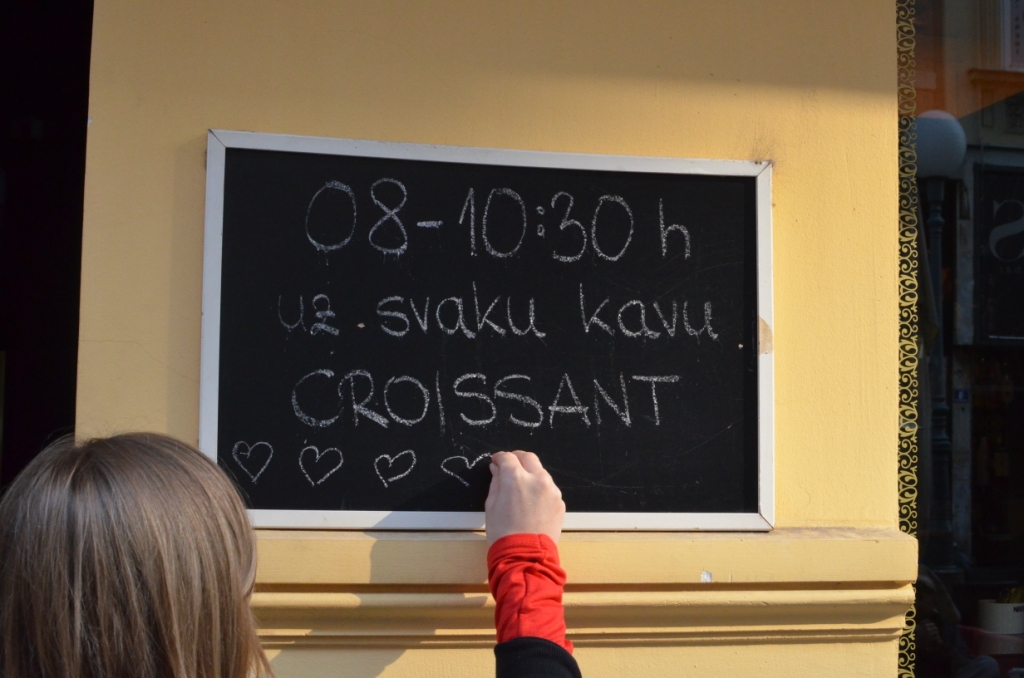 08-10:30 h
uz svaku kavu
CROISSANT